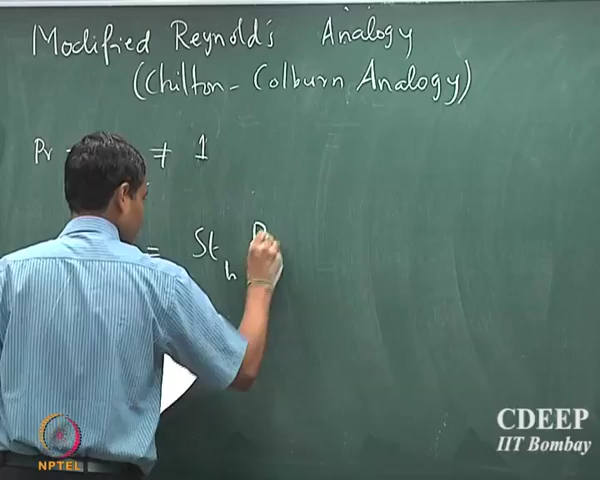 Modified Reynold's Analogy
(Chilton-Colburn Analogy)
Pr ≠ 1
= St h
CDEEP
IIT Bombay
NPTEL